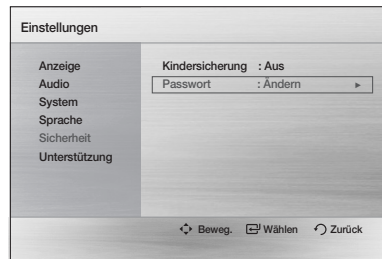 Einstellungen
Anzeige
Audio
System
Sprache
Sicherheit
Unterstützung
Kindersicherung : Aus
Passwort : Ändern ►
Beweg. Wählen Zurück